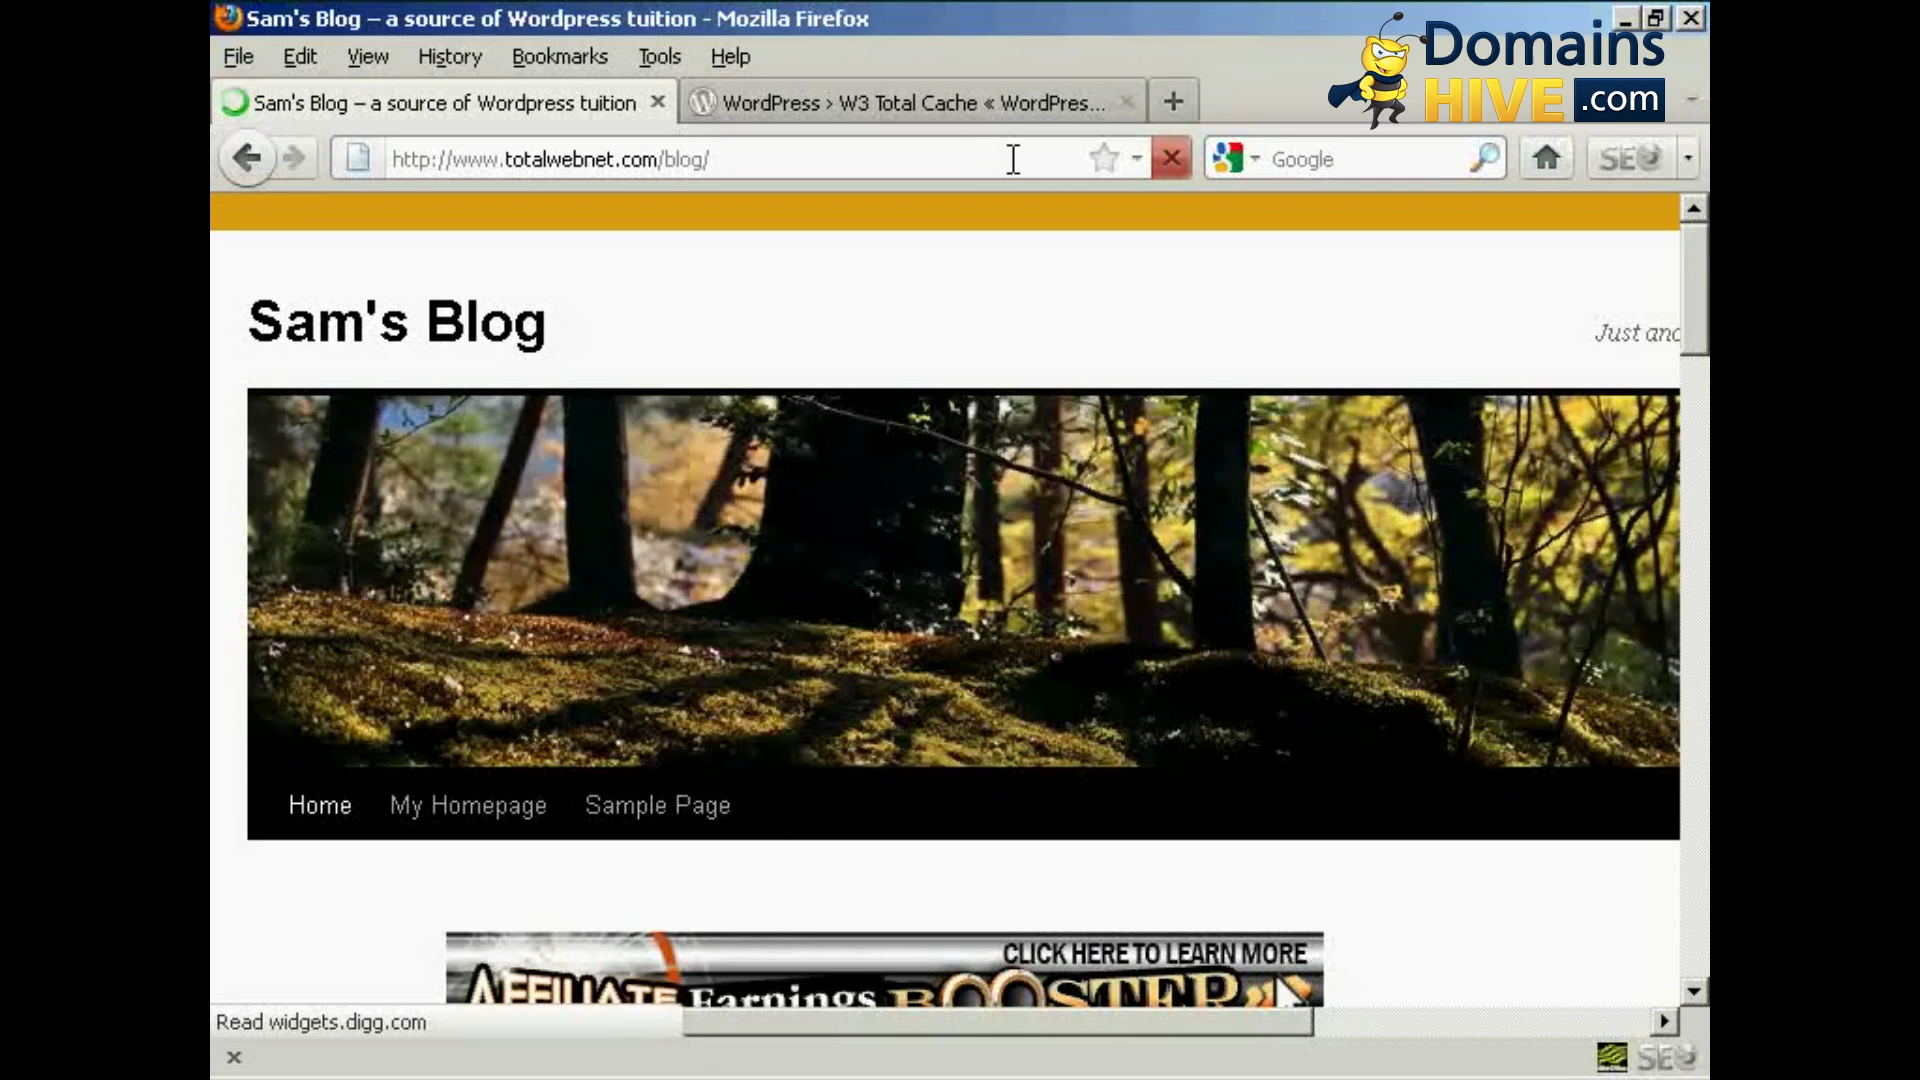 Sam's Blog – a source of Wordpress tuition - Mozilla Firefox
File Edit View History Bookmarks Tools Help
Domains
HIVE .com
Sam's Blog – a source of Wordpress tuition
WordPress › W3 Total Cache « WordPres...
http://www.totalwebnet.com/blog/
Google
SEO
Sam's Blog
Just and
Home My Homepage Sample Page
CLICK HERE TO LEARN MORE
AFFILIATE Earnings BOOSTER
Read widgets.digg.com
SEO